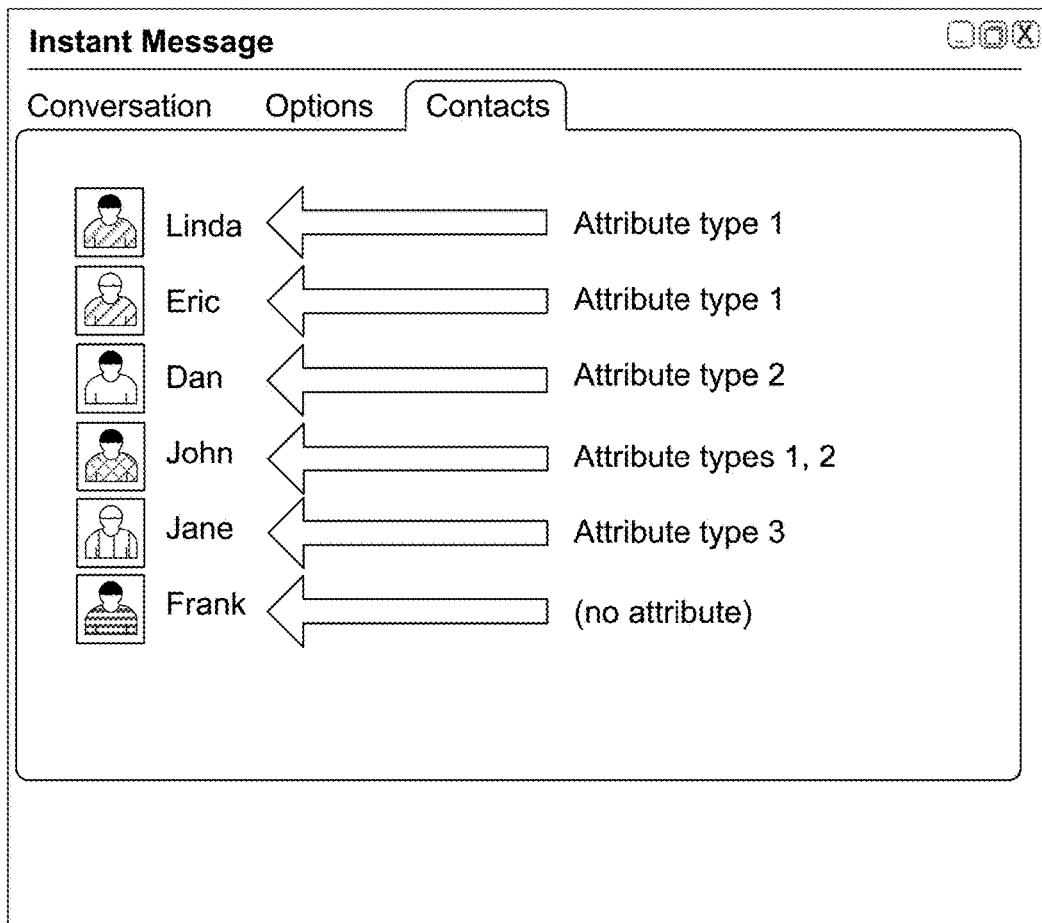 Instant Message
X
Conversation Options Contacts
Linda Attribute type 1
Eric Attribute type 1
Dan Attribute type 2
John Attribute types 1, 2
Jane Attribute type 3
Frank (no attribute)